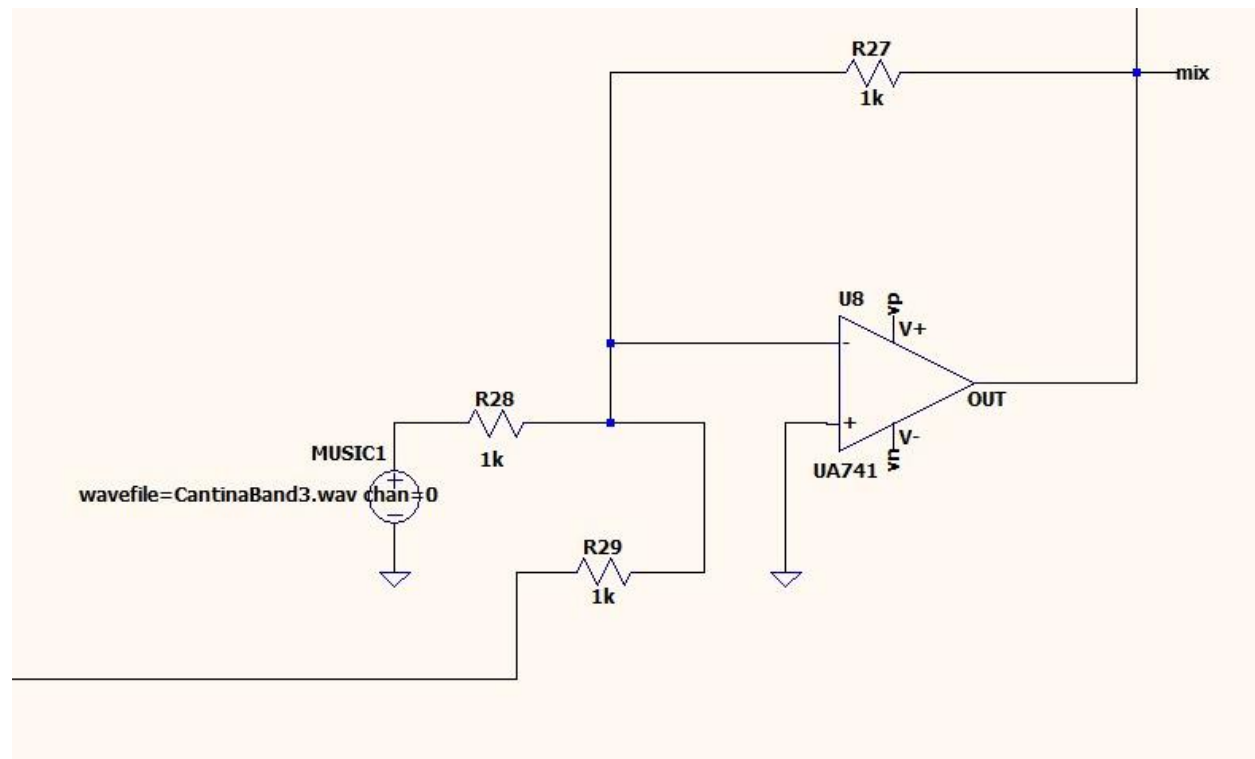 R27
1k
mix
U8
vp
V+
-
R28
1k
+
OUT
V-
vn
UA741
MUSIC1
+
wavefile=CantinaBand3.wav chan=0
R29
1k